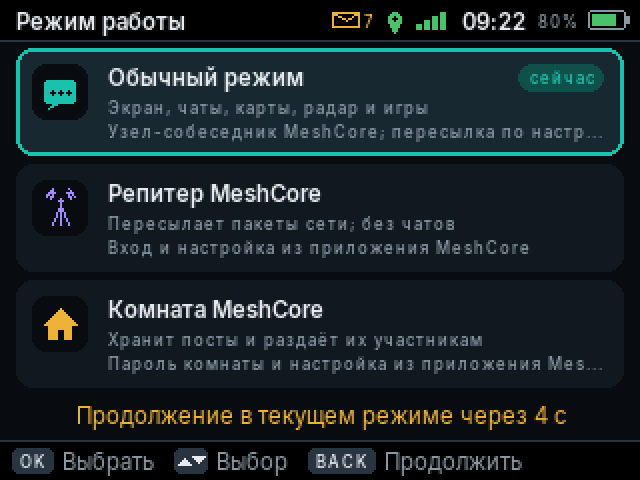 Режим работы 7 09:22 80%
Обычный режим сейчас
Экран, чаты, карты, радар и игры
Узел-собеседник MeshCore; пересылка по настр...
Репитер MeshCore
Пересылает пакеты сети; без чатов
Вход и настройка из приложения MeshCore
Комната MeshCore
Хранит посты и раздаёт их участникам
Пароль комнаты и настройка из приложения Mes...
Продолжение в текущем режиме через 4 с
OK Выбрать Выбор BACK Продолжить